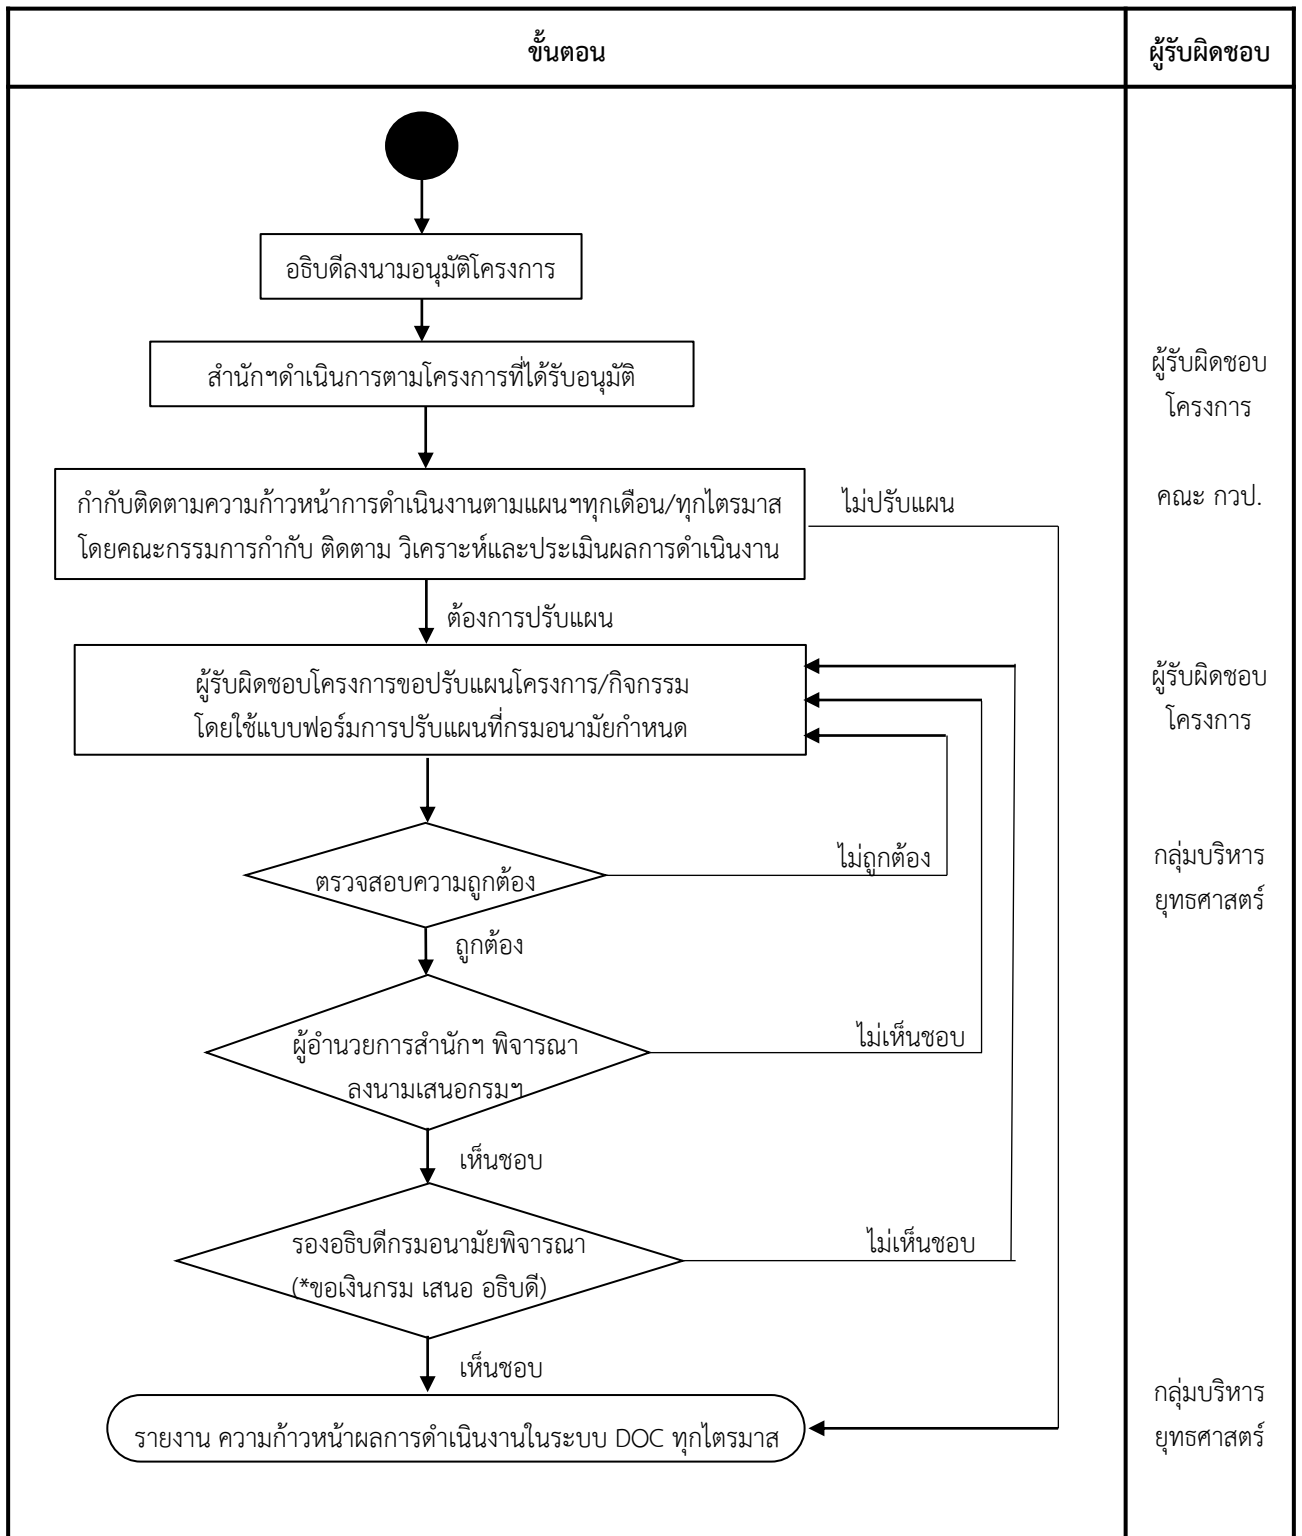 ขั้นตอน
ผู้รับผิดชอบ
อธิบดีลงนามอนุมัติโครงการ
สำนักฯดำเนินการตามโครงการที่ได้รับอนุมัติ
ผู้รับผิดชอบ
โครงการ
กำกับติดตามความก้าวหน้าการดำเนินงานตามแผนฯทุกเดือน/ทุกไตรมาส
โดยคณะกรรมการกำกับ ติดตาม วิเคราะห์และประเมินผลการดำเนินงาน
ไม่ปรับแผน
คณะ กวป.
ต้องการปรับแผน
ผู้รับผิดชอบโครงการขอปรับแผนโครงการ/กิจกรรม
โดยใช้แบบฟอร์มการปรับแผนที่กรมอนามัยกำหนด
ผู้รับผิดชอบ
โครงการ
ตรวจสอบความถูกต้อง
ไม่ถูกต้อง
กลุ่มบริหาร
ยุทธศาสตร์
ถูกต้อง
ผู้อำนวยการสำนักฯ พิจารณา
ลงนามเสนอกรมฯ
ไม่เห็นชอบ
เห็นชอบ
รองอธิบดีกรมอนามัยพิจารณา
(*ขอเงินกรม เสนอ อธิบดี)
ไม่เห็นชอบ
เห็นชอบ
รายงาน ความก้าวหน้าผลการดำเนินงานในระบบ DOC ทุกไตรมาส
กลุ่มบริหาร
ยุทธศาสตร์